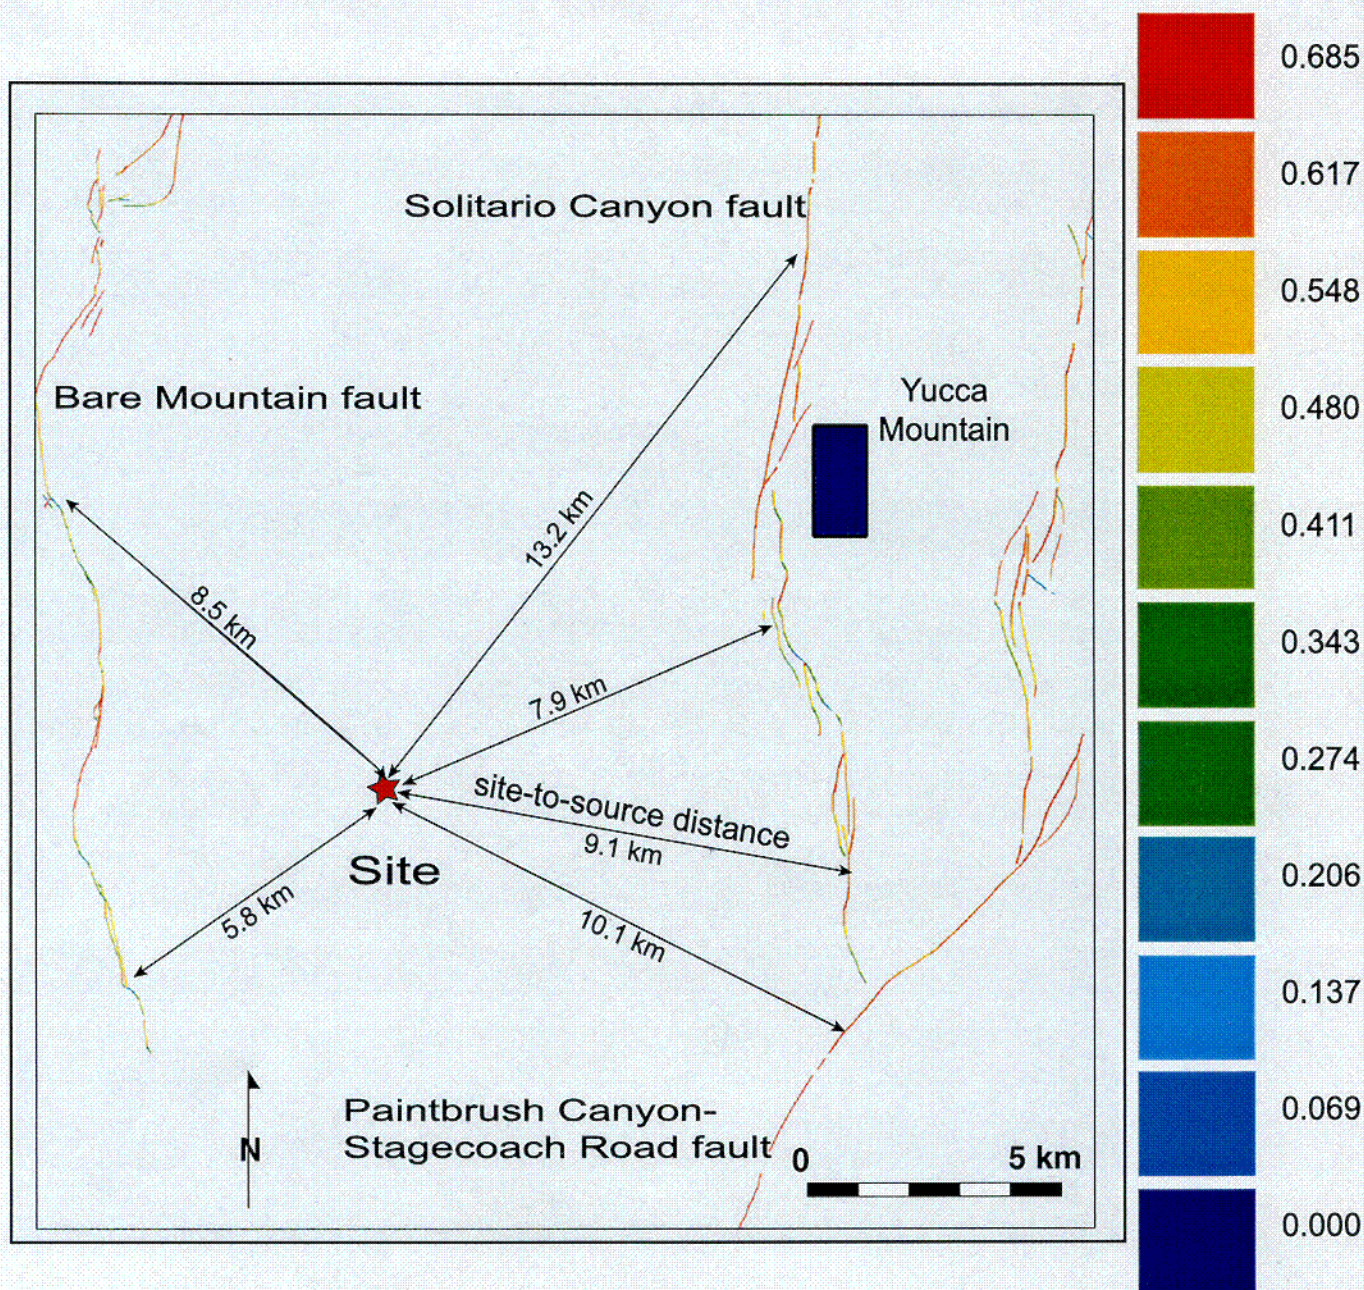 Solitario Canyon fault
Bare Mountain fault
Yucca
Mountain
13.2 km
8.5 km
7.9 km
site-to-source distance
9.1 km
Site
5.8 km
10.1 km
N
Paintbrush Canyon-
Stagecoach Road fault
0 5 km
0.685
0.617
0.548
0.480
0.411
0.343
0.274
0.206
0.137
0.069
0.000